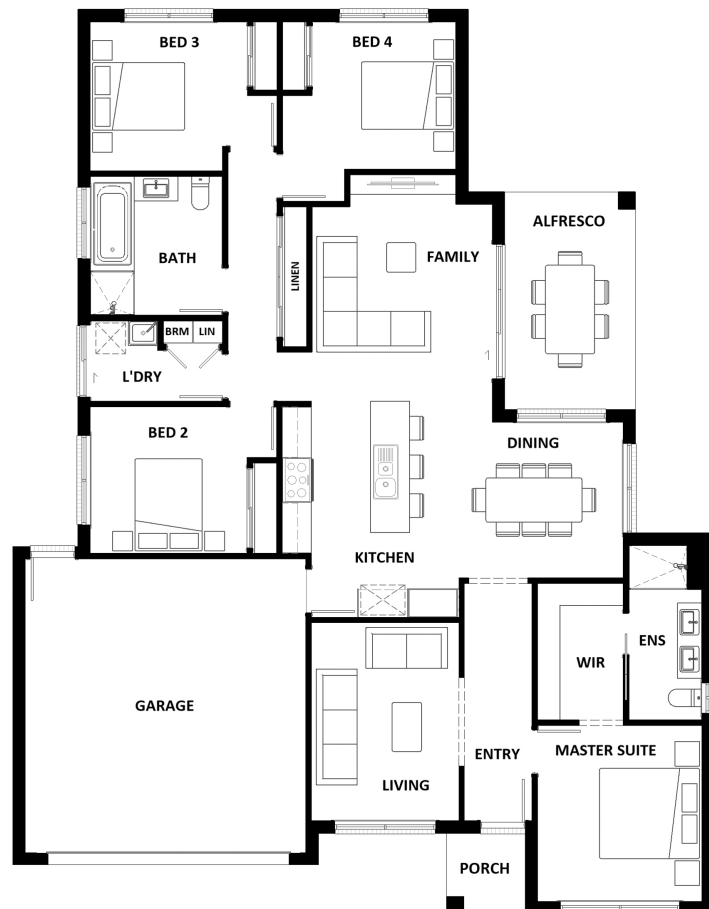 BED 3
BED 4
ALFRESCO
FAMILY
BATH
LINEN
BRM
LIN
L'DRY
BED 2
DINING
KITCHEN
ENS
WIR
GARAGE
ENTRY
MASTER SUITE
LIVING
PORCH